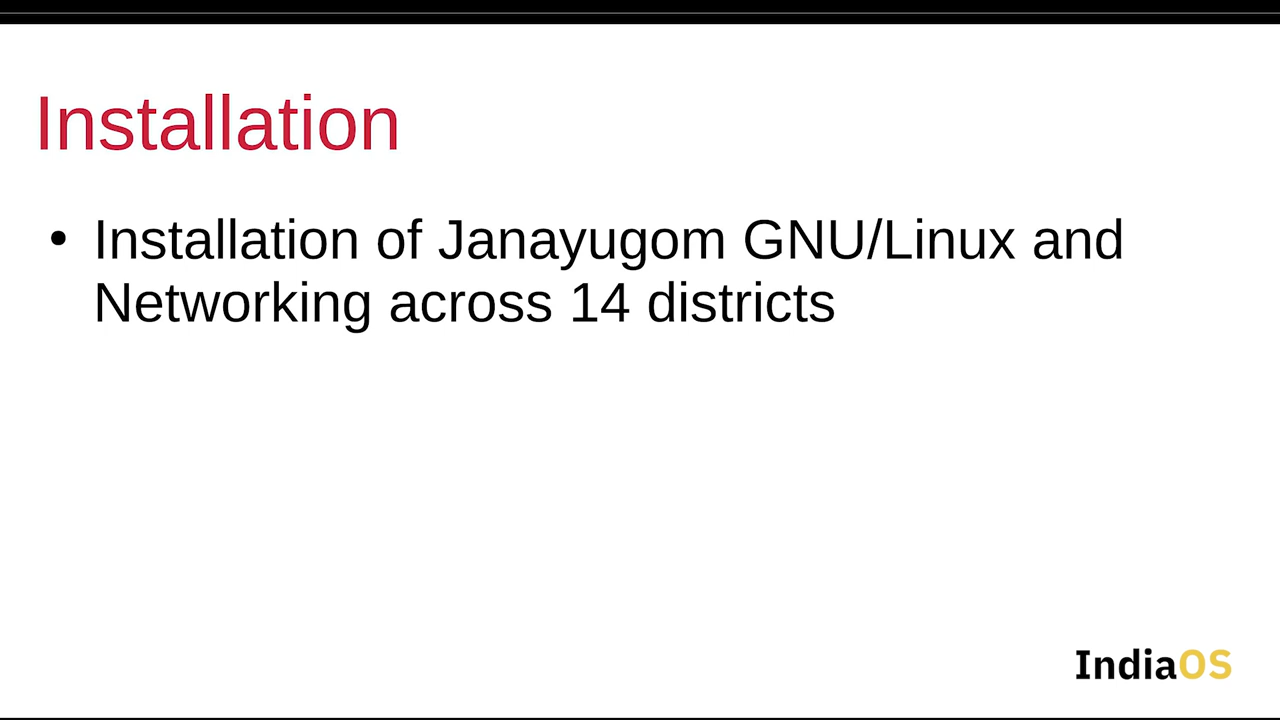 Installation
• Installation of Janayugom GNU/Linux and
Networking across 14 districts
IndiaOS